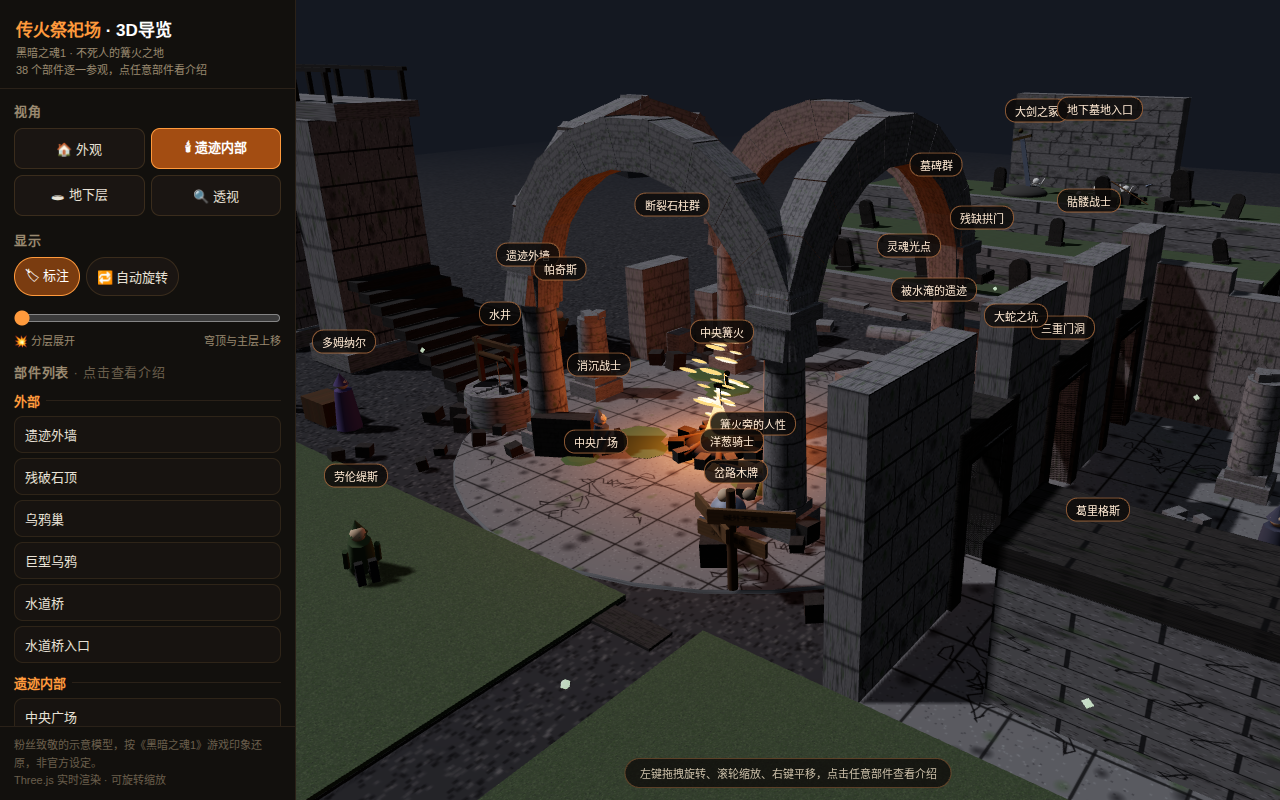 传火祭祀场 · 3D导览
黑暗之魂1 · 不死人的篝火之地
38 个部件逐一参观，点任意部件看介绍
视角
外观
遗迹内部
地下层
透视
显示
标注
自动旋转
分层展开
穹顶与主层上移
部件列表 · 点击查看介绍
外部
遗迹外墙
残破石顶
乌鸦巢
巨型乌鸦
水道桥
水道桥入口
遗迹内部
中央广场
粉丝致敬的示意模型，按《黑暗之魂1》游戏印象还
原，非官方设定。
Three.js 实时渲染 · 可旋转缩放
大剑之冢
地下墓地入口
墓碑群
骷髅战士
断裂石柱群
残缺拱门
灵魂光点
遗迹外墙
帕奇斯
被水淹的遗迹
水井
大蛇之坑
三重门洞
多姆纳尔
中央篝火
消沉战士
篝火旁的人性
中央广场
洋葱骑士
岔路木牌
劳伦缇斯
葛里格斯
左键拖拽旋转、滚轮缩放、右键平移，点击任意部件查看介绍